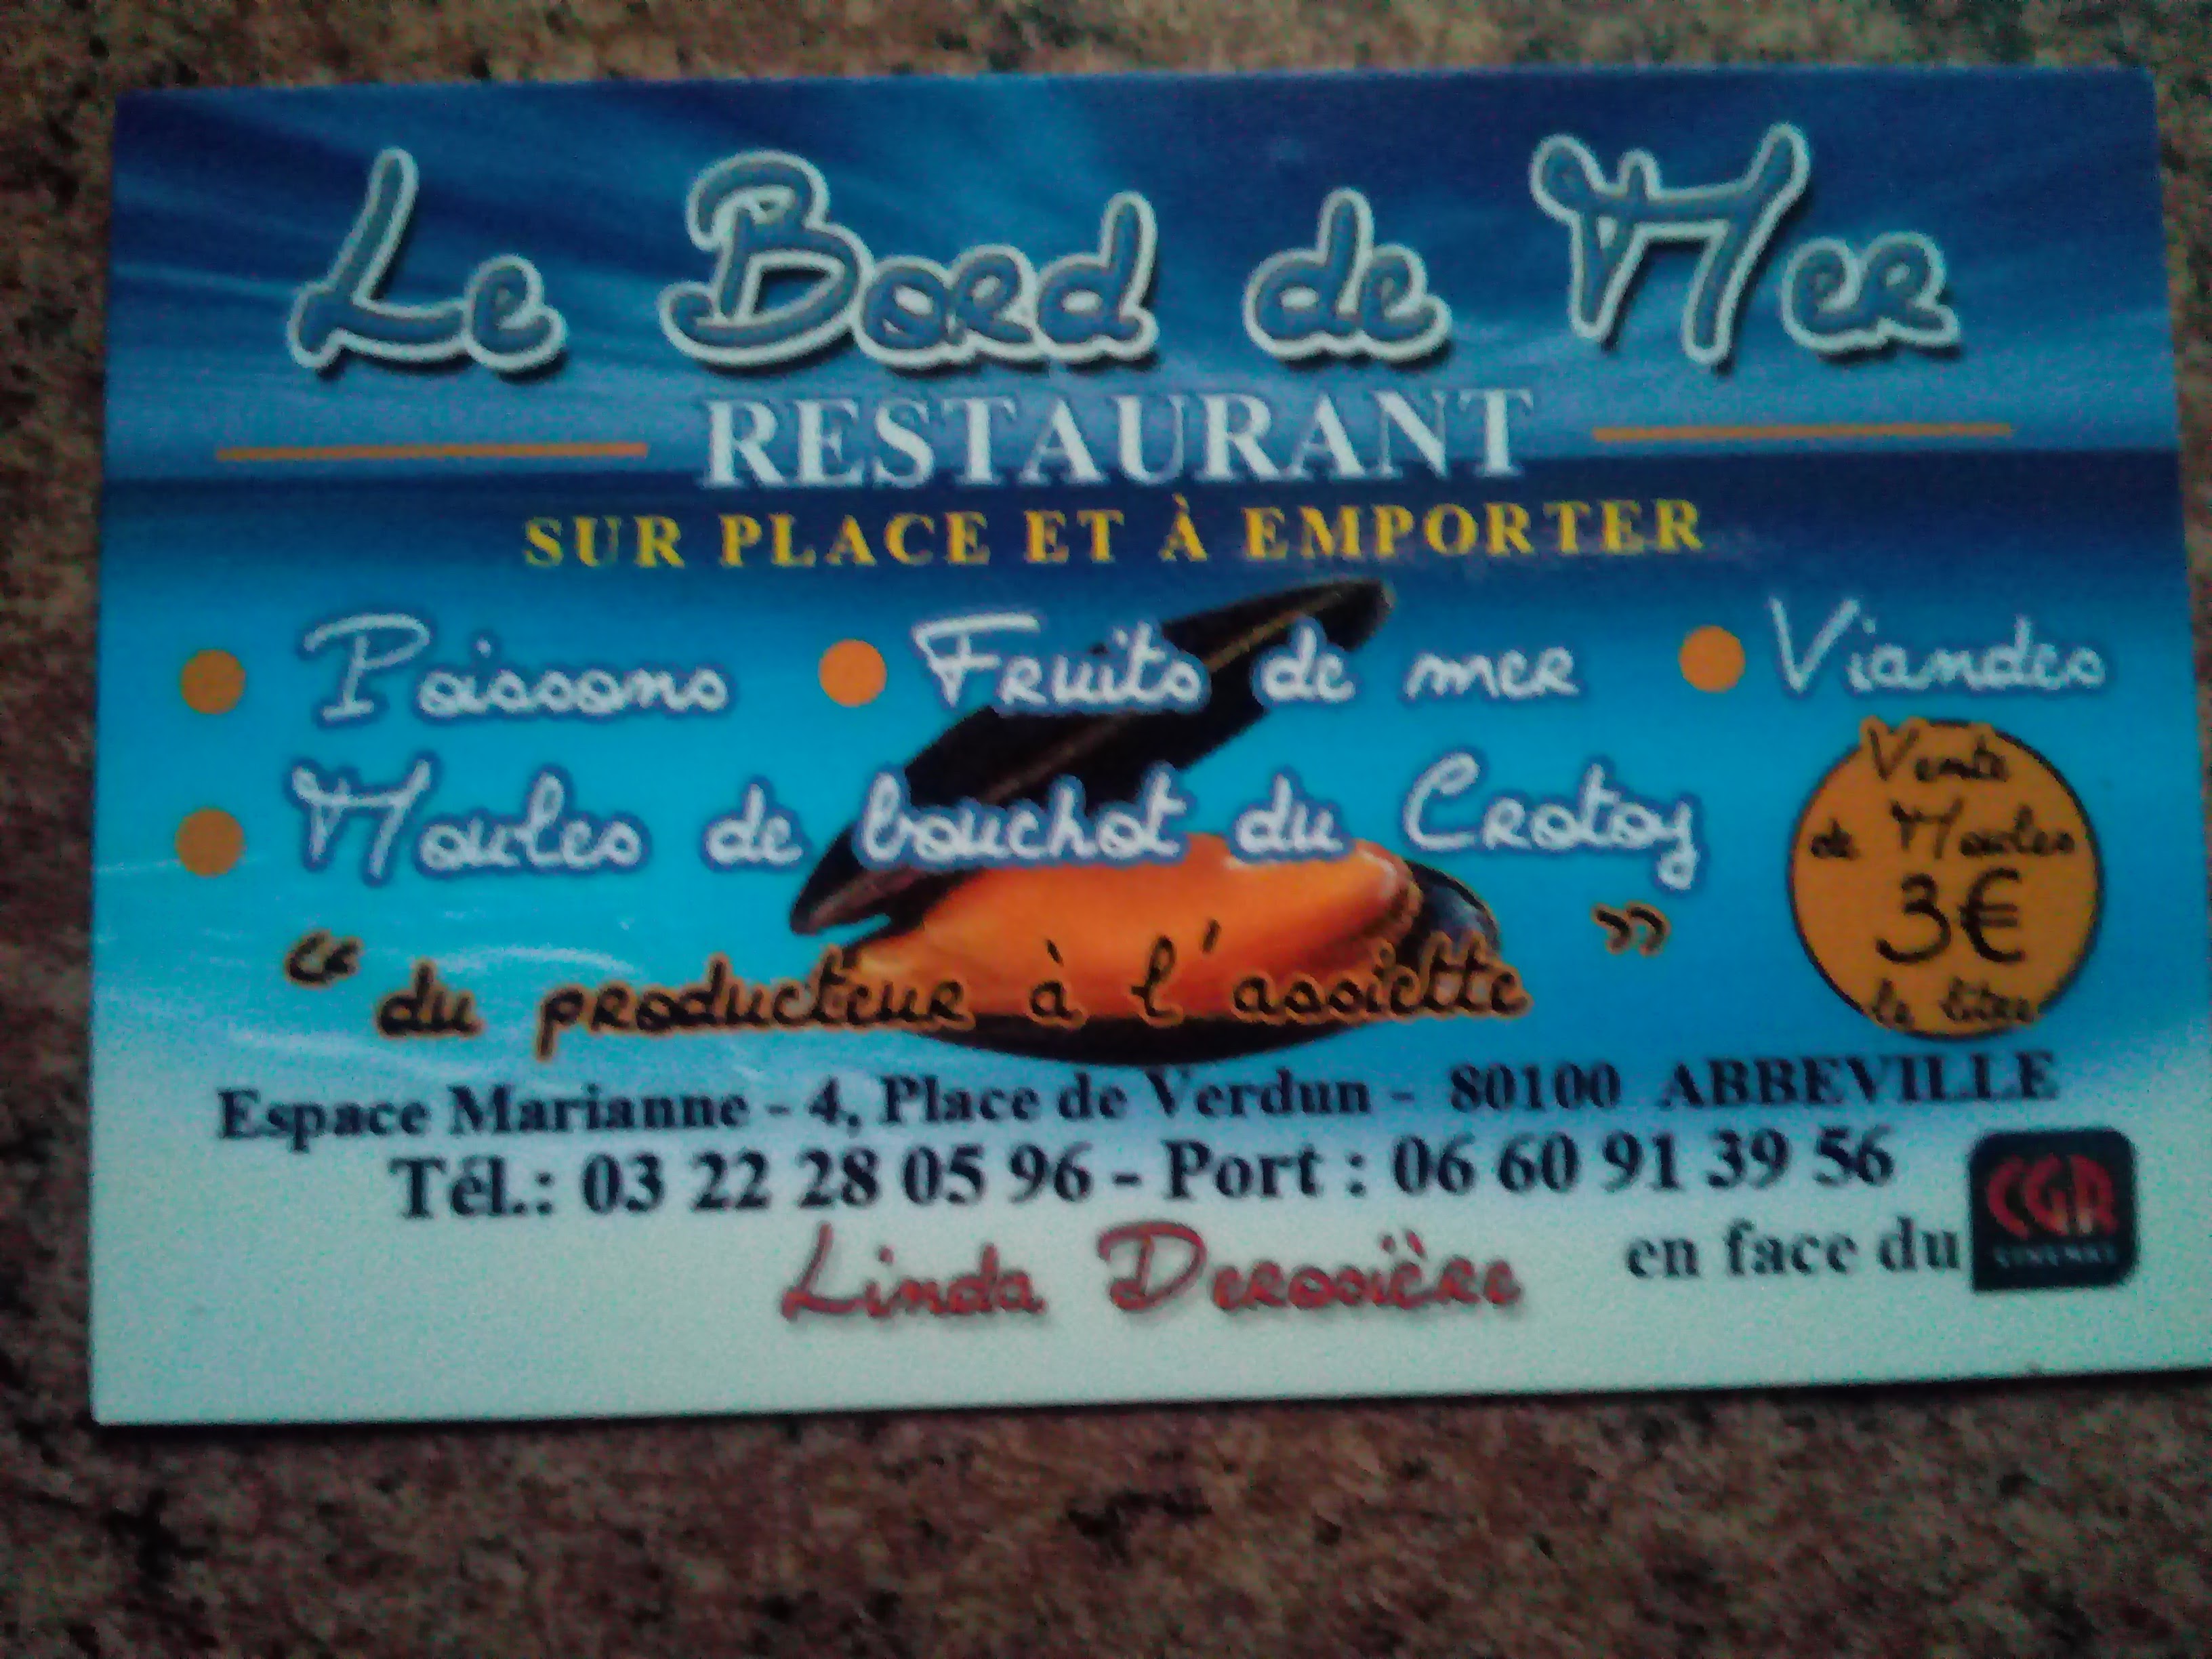 Le Bord de Mer
RESTAURANT
SUR PLACE ET À EMPORTER
Poissons Fruits de mer Viandes
Moules de bouchot du Crotoy
Vente
de Moules
3€
le litre
“ du producteur à l'assiette ”
Espace Marianne - 4, Place de Verdun - 80100 ABBEVILLE
Tél.: 03 22 28 05 96 - Port : 06 60 91 39 56
en face du CGR
Linda